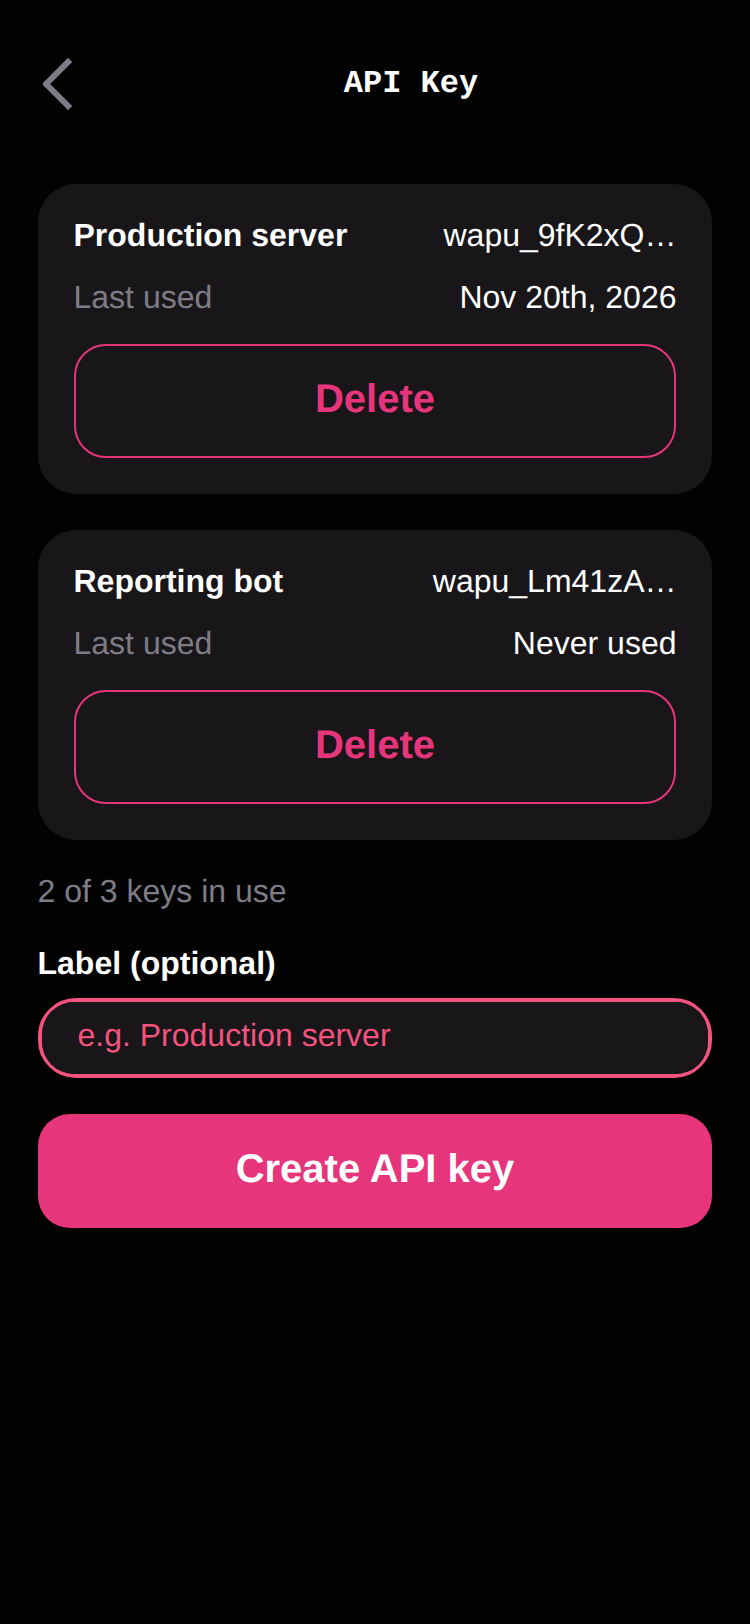 API Key
Production server wapu_9fK2xQ…
Last used Nov 20th, 2026
Delete
Reporting bot wapu_Lm41zA…
Last used Never used
Delete
2 of 3 keys in use
Label (optional)
e.g. Production server
Create API key